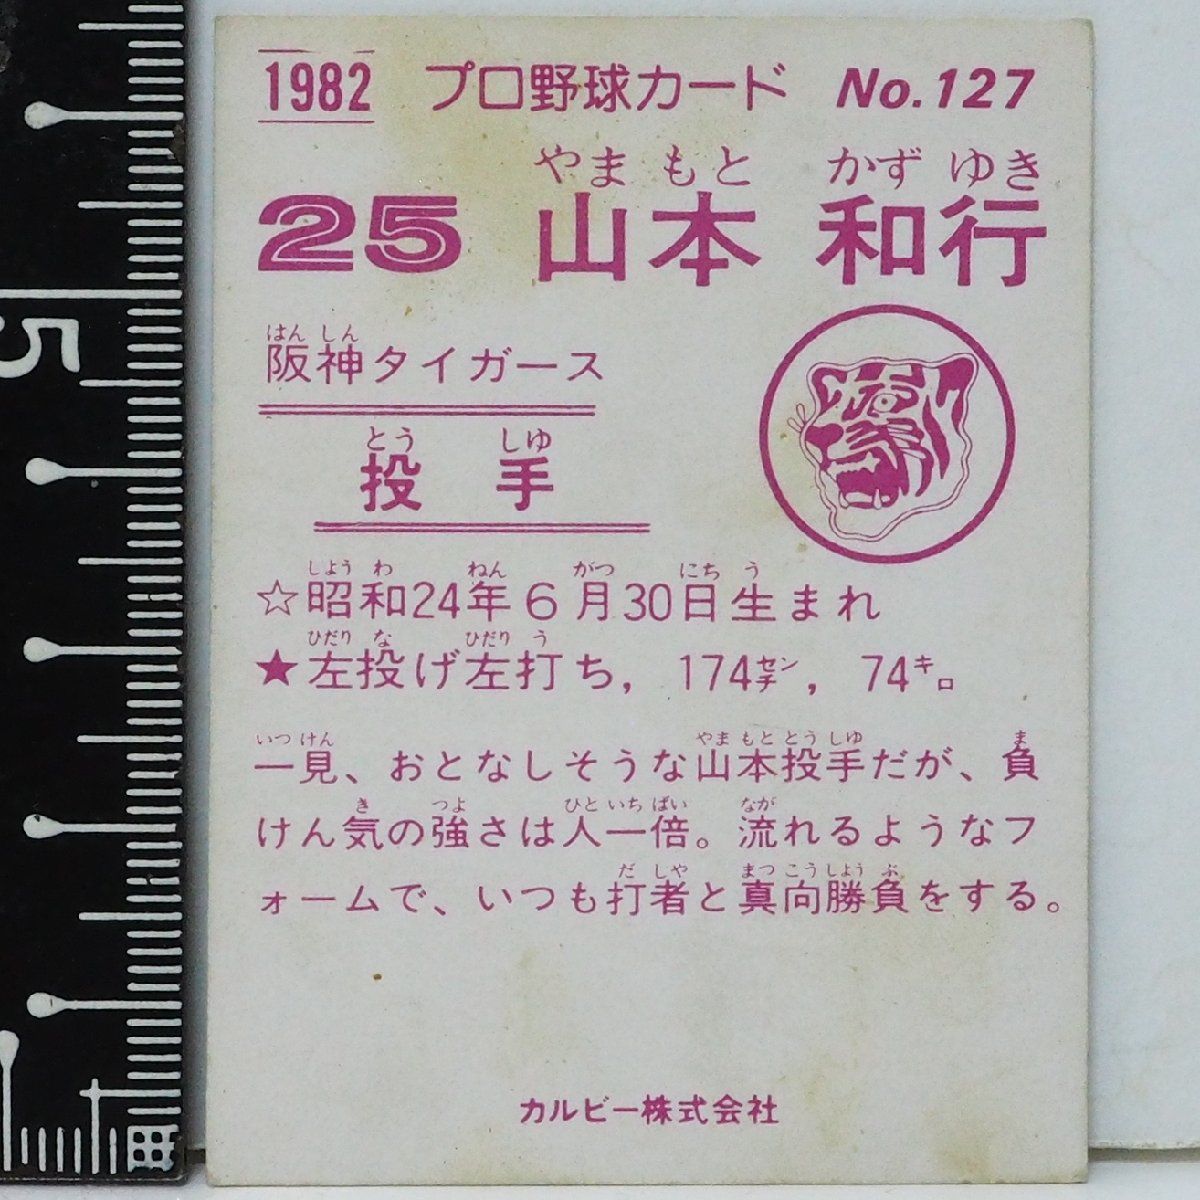 1982 プロ野球カード No.127
やま もと かず ゆき
25 山本 和行
はん しん
阪神タイガース
とう しゅ
投 手
しょう わ ねん がつ にち う
☆昭和24年6月30日生まれ
ひだり な ひだり う
★左投げ左打ち, 174センチ, 74キロ
いっ けん やま もと とう しゅ ま
一見、おとなしそうな山本投手だが、負
き つよ ひと いち ばい なが
けん気の強さは人一倍。流れるようなフ
だ しや まつ こう しよう ぶ
ォームで、いつも打者と真向勝負をする。
カルビー株式会社
5